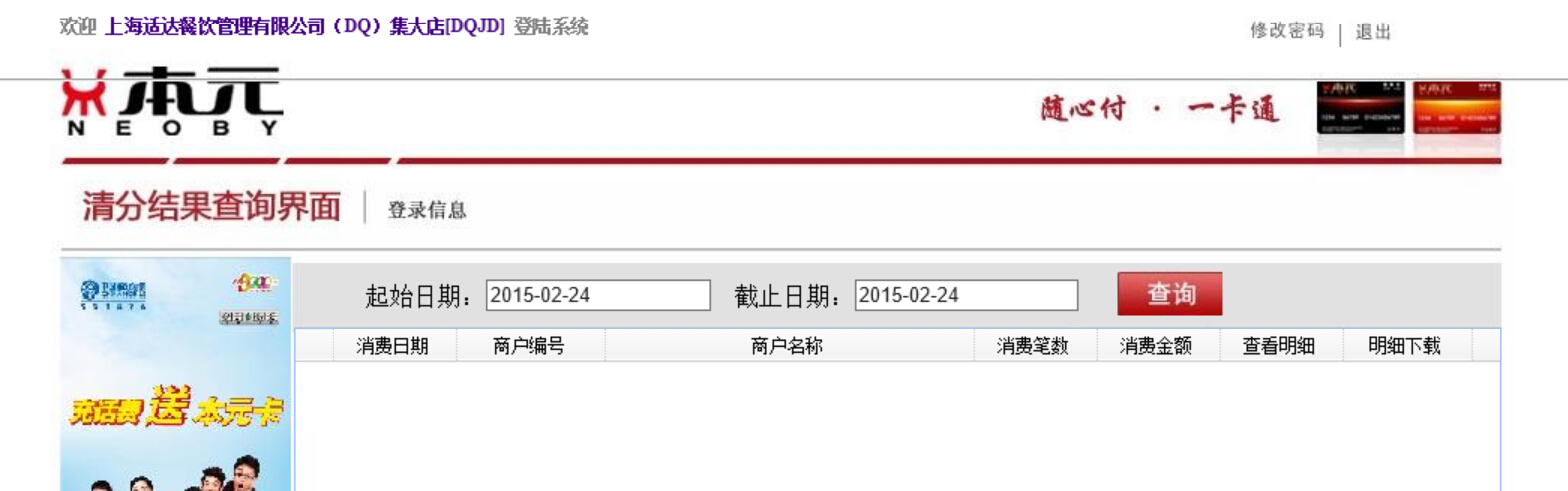 欢迎 上海适达餐饮管理有限公司（DQ）集大店[DQJD] 登陆系统
修改密码 | 退出
本元
NEOBY
随心付 · 一卡通
清分结果查询界面 | 登录信息
起始日期：2015-02-24 截止日期：2015-02-24 查询
消费日期 商户编号 商户名称 消费笔数 消费金额 查看明细 明细下载
充话费 送 本元卡